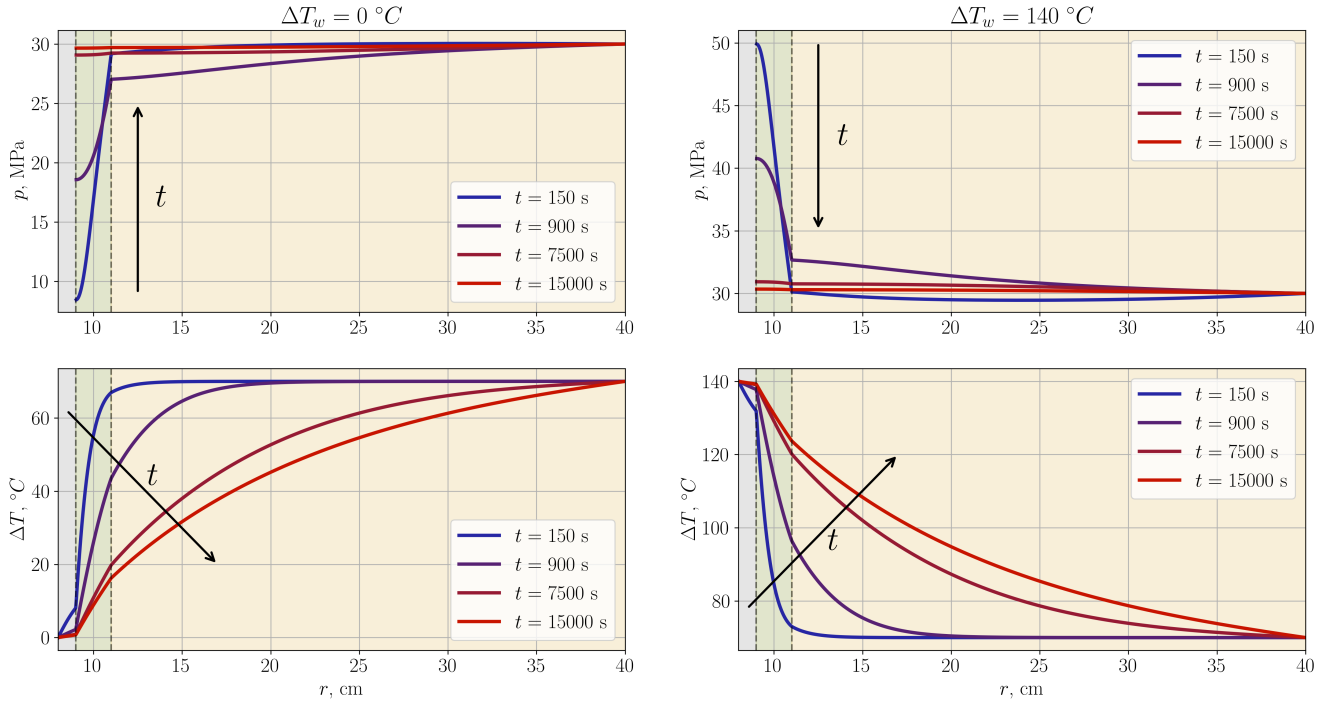 ΔT_w = 0 °C
p, MPa
30
25
20
15
10
t
t = 150 s
t = 900 s
t = 7500 s
t = 15000 s
10 15 20 25 30 35 40
ΔT_w = 140 °C
p, MPa
50
45
40
35
30
t
t = 150 s
t = 900 s
t = 7500 s
t = 15000 s
10 15 20 25 30 35 40
ΔT, °C
60
40
20
0
t
t = 150 s
t = 900 s
t = 7500 s
t = 15000 s
10 15 20 25 30 35 40
r, cm
ΔT, °C
140
120
100
80
t
t = 150 s
t = 900 s
t = 7500 s
t = 15000 s
10 15 20 25 30 35 40
r, cm